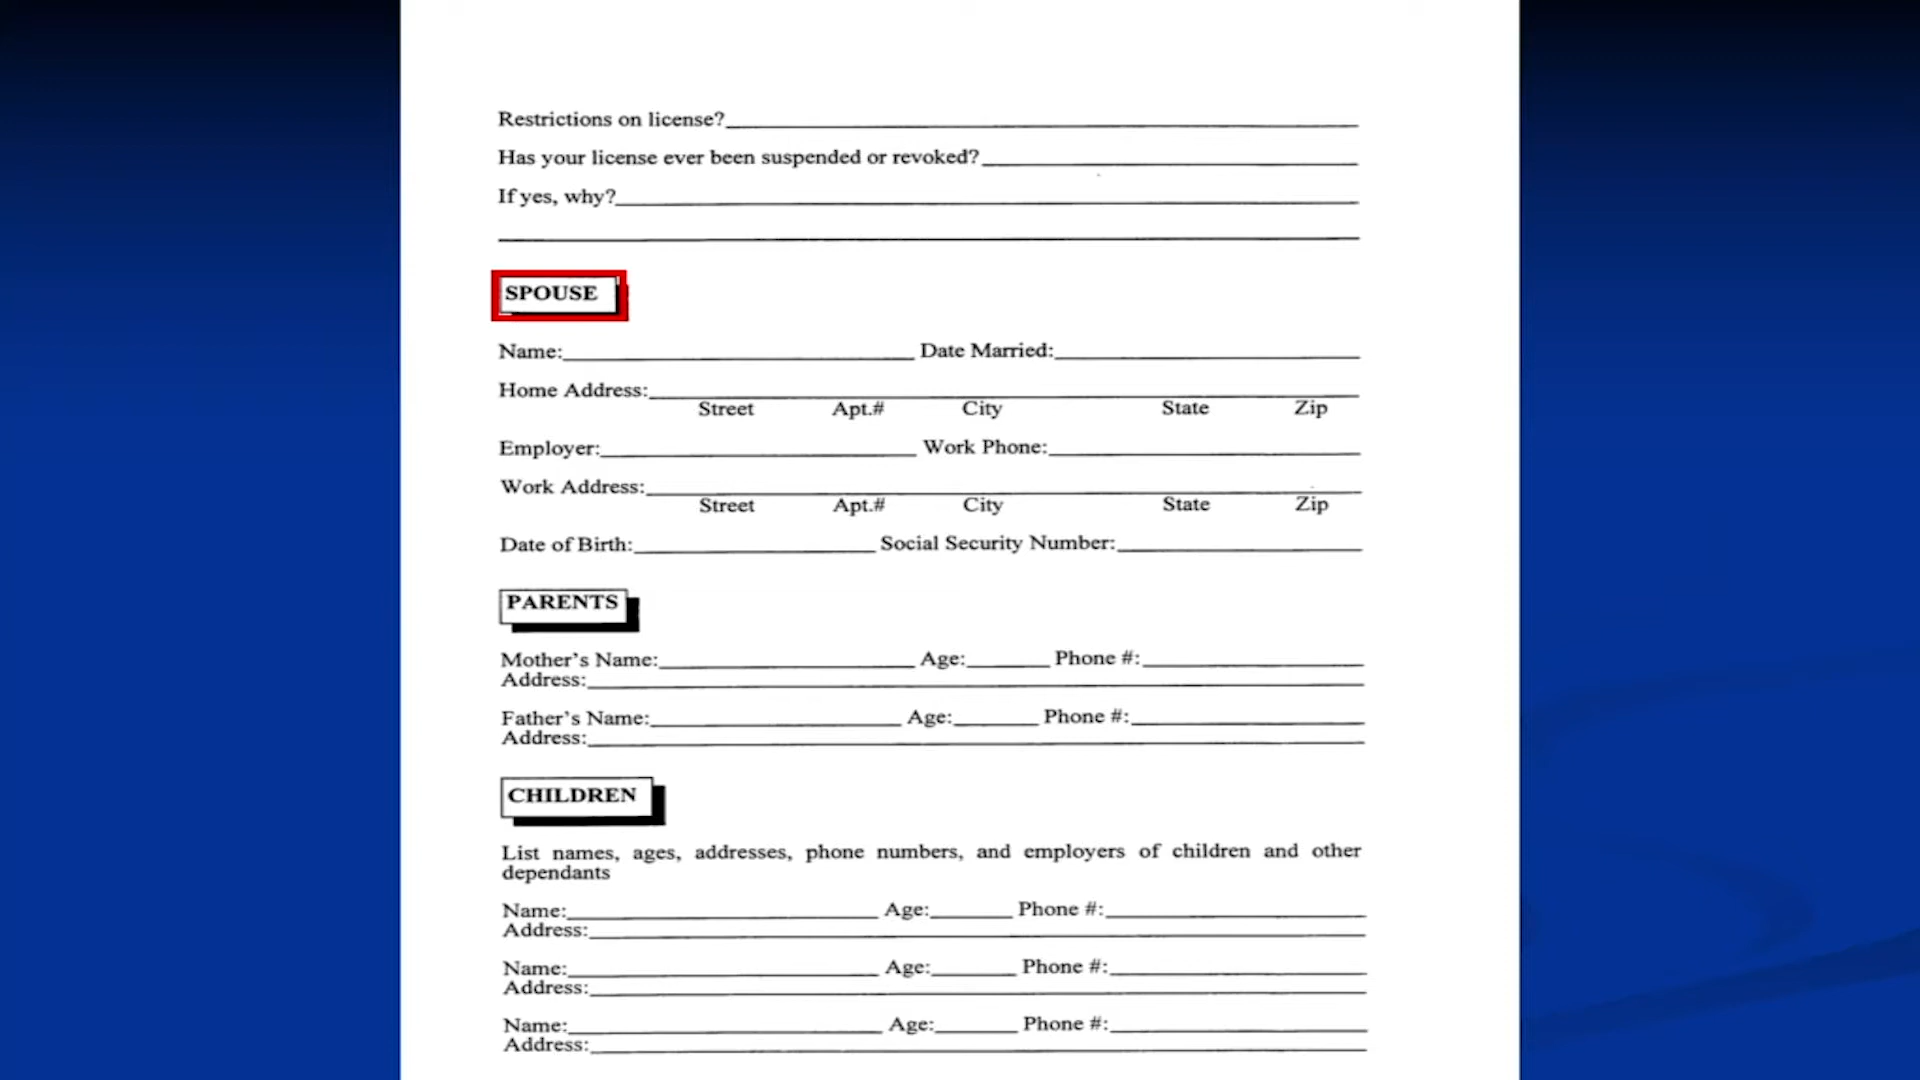 Restrictions on license?
Has your license ever been suspended or revoked?
If yes, why?
SPOUSE
Name: Date Married:
Home Address:
Street Apt.# City State Zip
Employer: Work Phone:
Work Address:
Street Apt.# City State Zip
Date of Birth: Social Security Number:
PARENTS
Mother's Name: Age: Phone #:
Address:
Father's Name: Age: Phone #:
Address:
CHILDREN
List names, ages, addresses, phone numbers, and employers of children and other
dependants
Name: Age: Phone #:
Address:
Name: Age: Phone #:
Address:
Name: Age: Phone #:
Address: